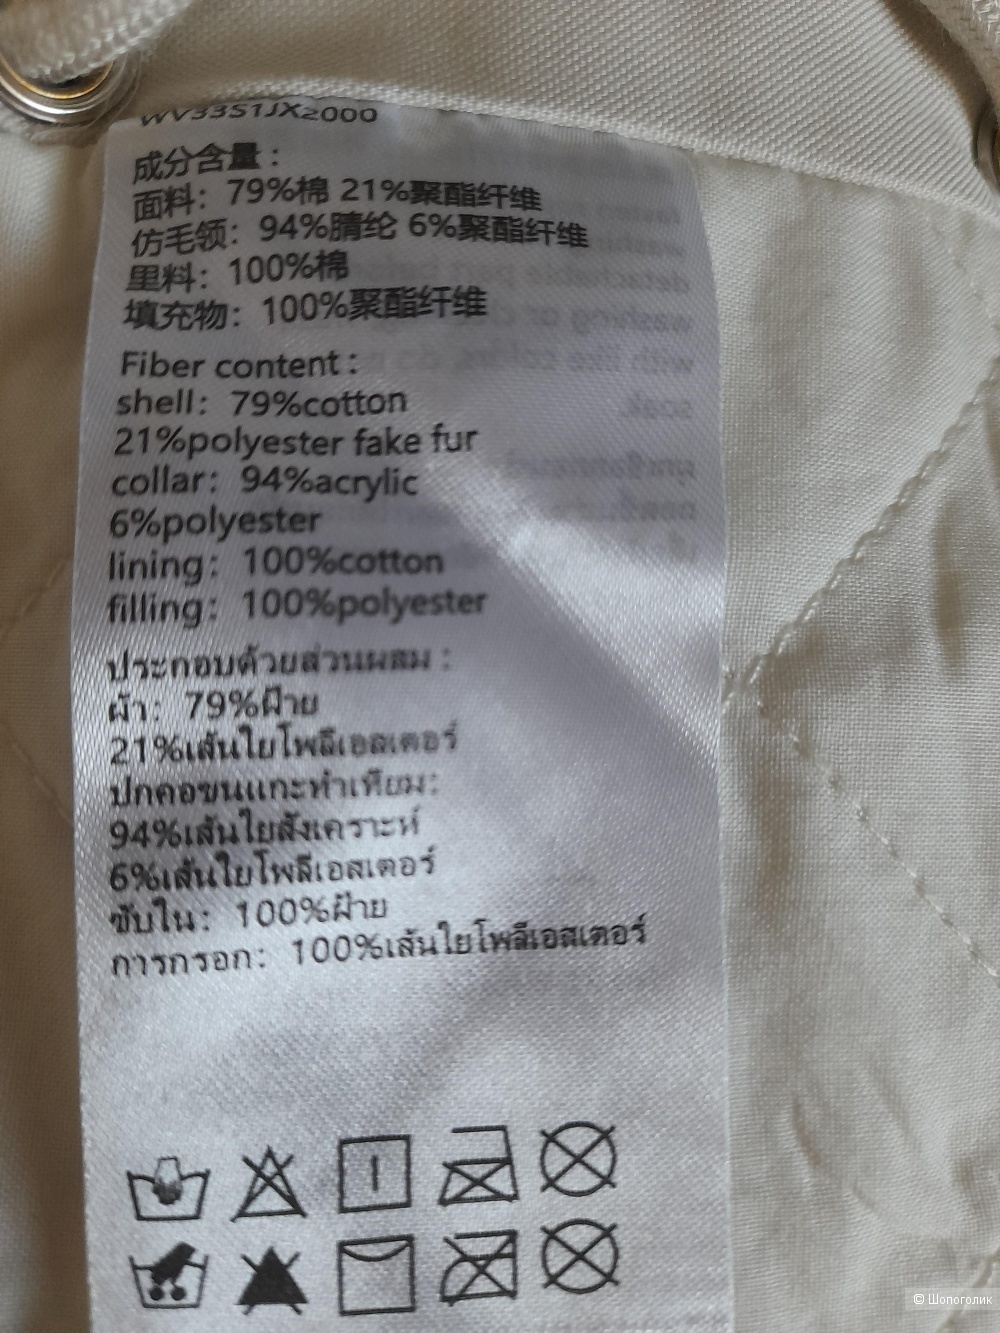 WV33S1JX2000
成分含量：
面料：79%棉 21%聚酯纤维
仿毛领：94%腈纶 6%聚酯纤维
里料：100%棉
填充物：100%聚酯纤维
Fiber content：
shell：79%cotton
21%polyester fake fur
collar：94%acrylic
6%polyester
lining：100%cotton
filling：100%polyester
ประกอบด้วยส่วนผสม：
ผ้า：79%ฝ้าย
21%เส้นใยโพลีเอสเตอร์
ปกคอขนแกะทำเทียม：
94%เส้นใยสังเคราะห์
6%เส้นใยโพลีเอสเตอร์
ซับใน：100%ฝ้าย
การกรอก：100%เส้นใยโพลีเอสเตอร์
© Шопоголик